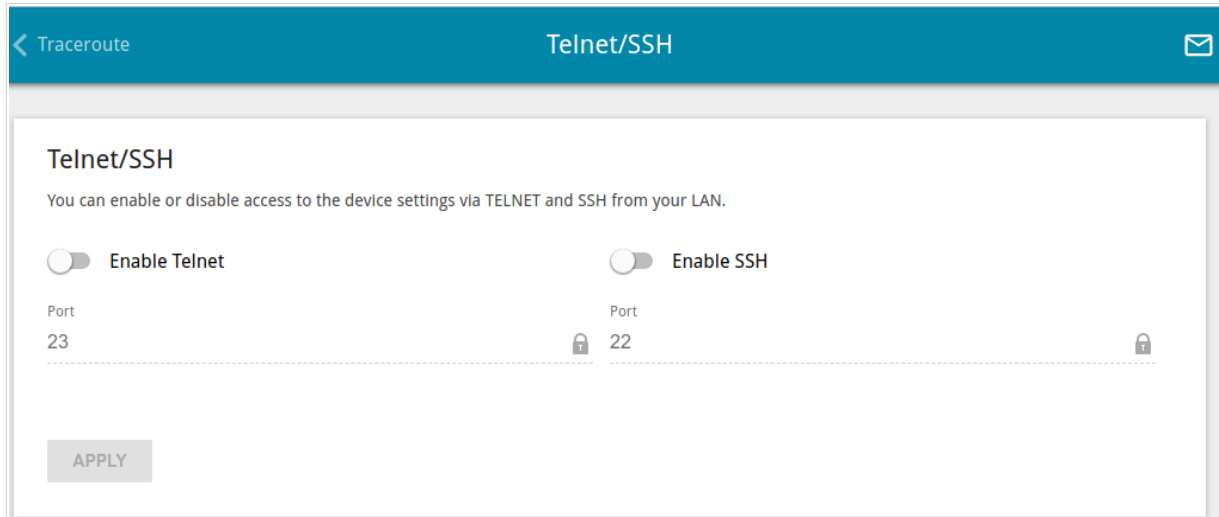 Traceroute
Telnet/SSH
Telnet/SSH
You can enable or disable access to the device settings via TELNET and SSH from your LAN.
Enable Telnet
Enable SSH
Port
Port
23
22
APPLY